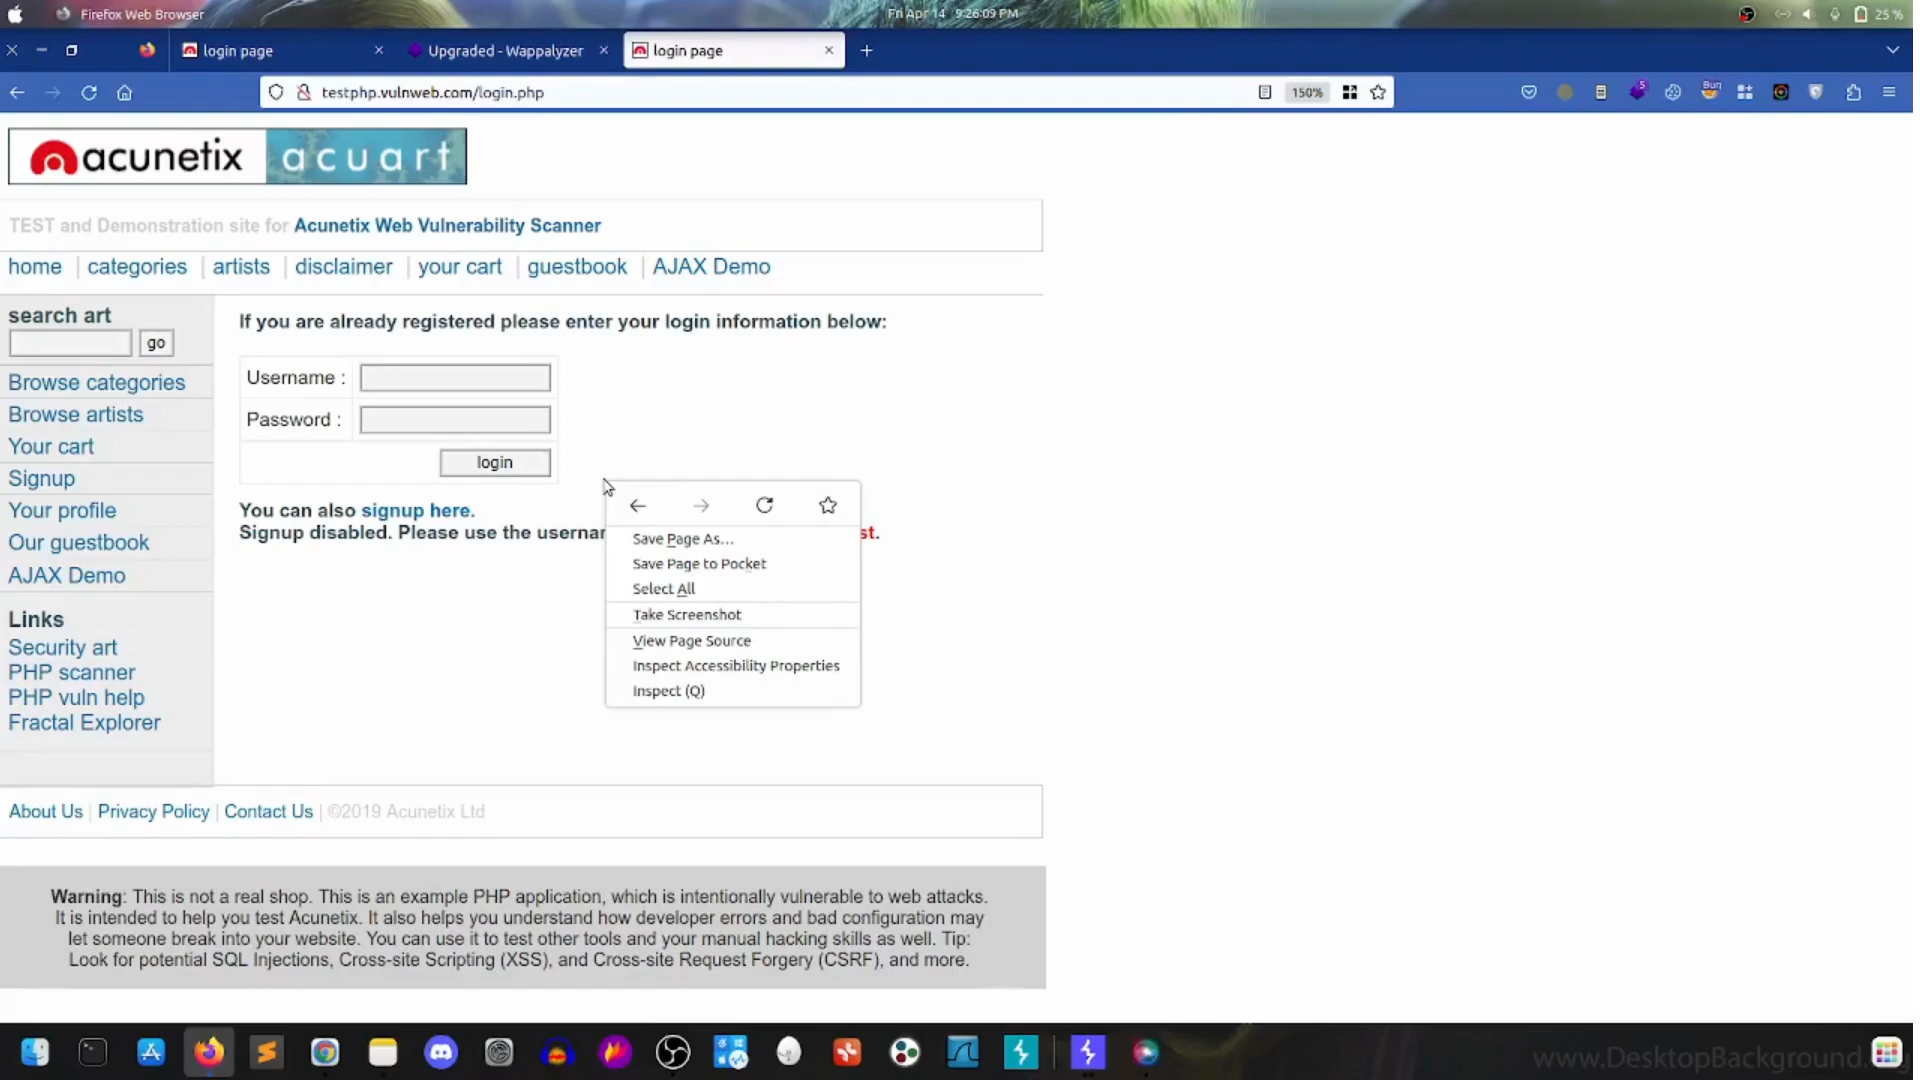 Firefox Web Browser
Fri Apr 14 9:26:09 PM
25 %
login page
Upgraded - Wappalyzer
login page
testphp.vulnweb.com/login.php
150%
5
Bun
acunetix acuart
TEST and Demonstration site for Acunetix Web Vulnerability Scanner
home | categories | artists | disclaimer | your cart | guestbook | AJAX Demo
search art
go
Browse categories
Browse artists
Your cart
Signup
Your profile
Our guestbook
AJAX Demo
Links
Security art
PHP scanner
PHP vuln help
Fractal Explorer
If you are already registered please enter your login information below:
Username :
Password :
login
You can also signup here.
Signup disabled. Please use the usernar st.
Save Page As...
Save Page to Pocket
Select All
Take Screenshot
View Page Source
Inspect Accessibility Properties
Inspect (Q)
About Us | Privacy Policy | Contact Us | ©2019 Acunetix Ltd
Warning: This is not a real shop. This is an example PHP application, which is intentionally vulnerable to web attacks.
It is intended to help you test Acunetix. It also helps you understand how developer errors and bad configuration may
let someone break into your website. You can use it to test other tools and your manual hacking skills as well. Tip:
Look for potential SQL Injections, Cross-site Scripting (XSS), and Cross-site Request Forgery (CSRF), and more.
www.DesktopBackground.